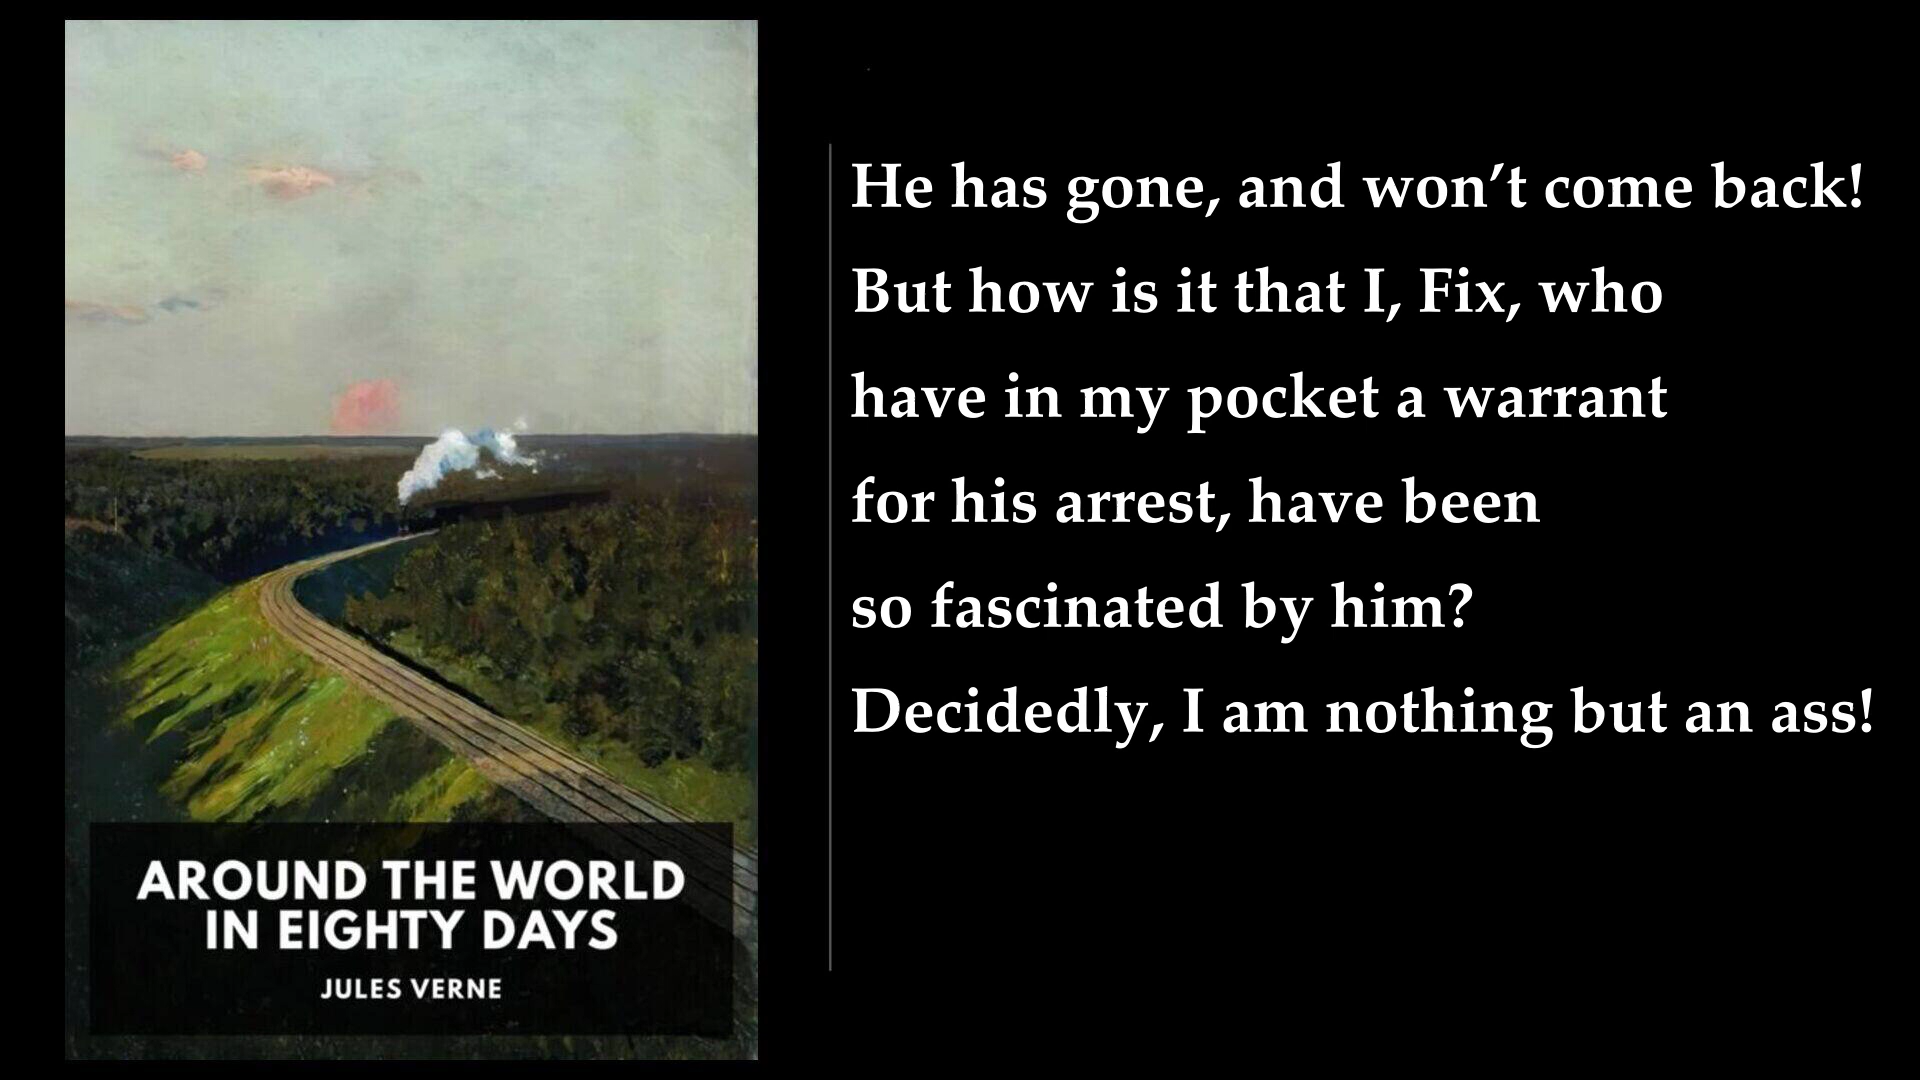 He has gone, and won’t come back!
But how is it that I, Fix, who
have in my pocket a warrant
for his arrest, have been
so fascinated by him?
Decidedly, I am nothing but an ass!
AROUND THE WORLD
IN EIGHTY DAYS
JULES VERNE